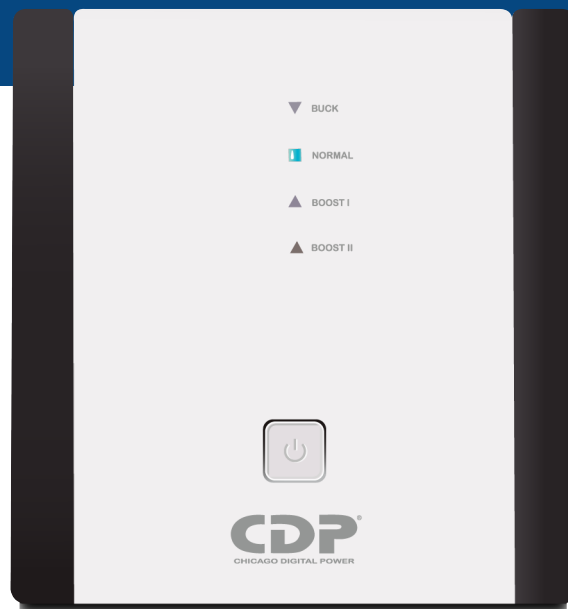 BUCK
NORMAL
BOOST I
BOOST II
CDP®
CHICAGO DIGITAL POWER